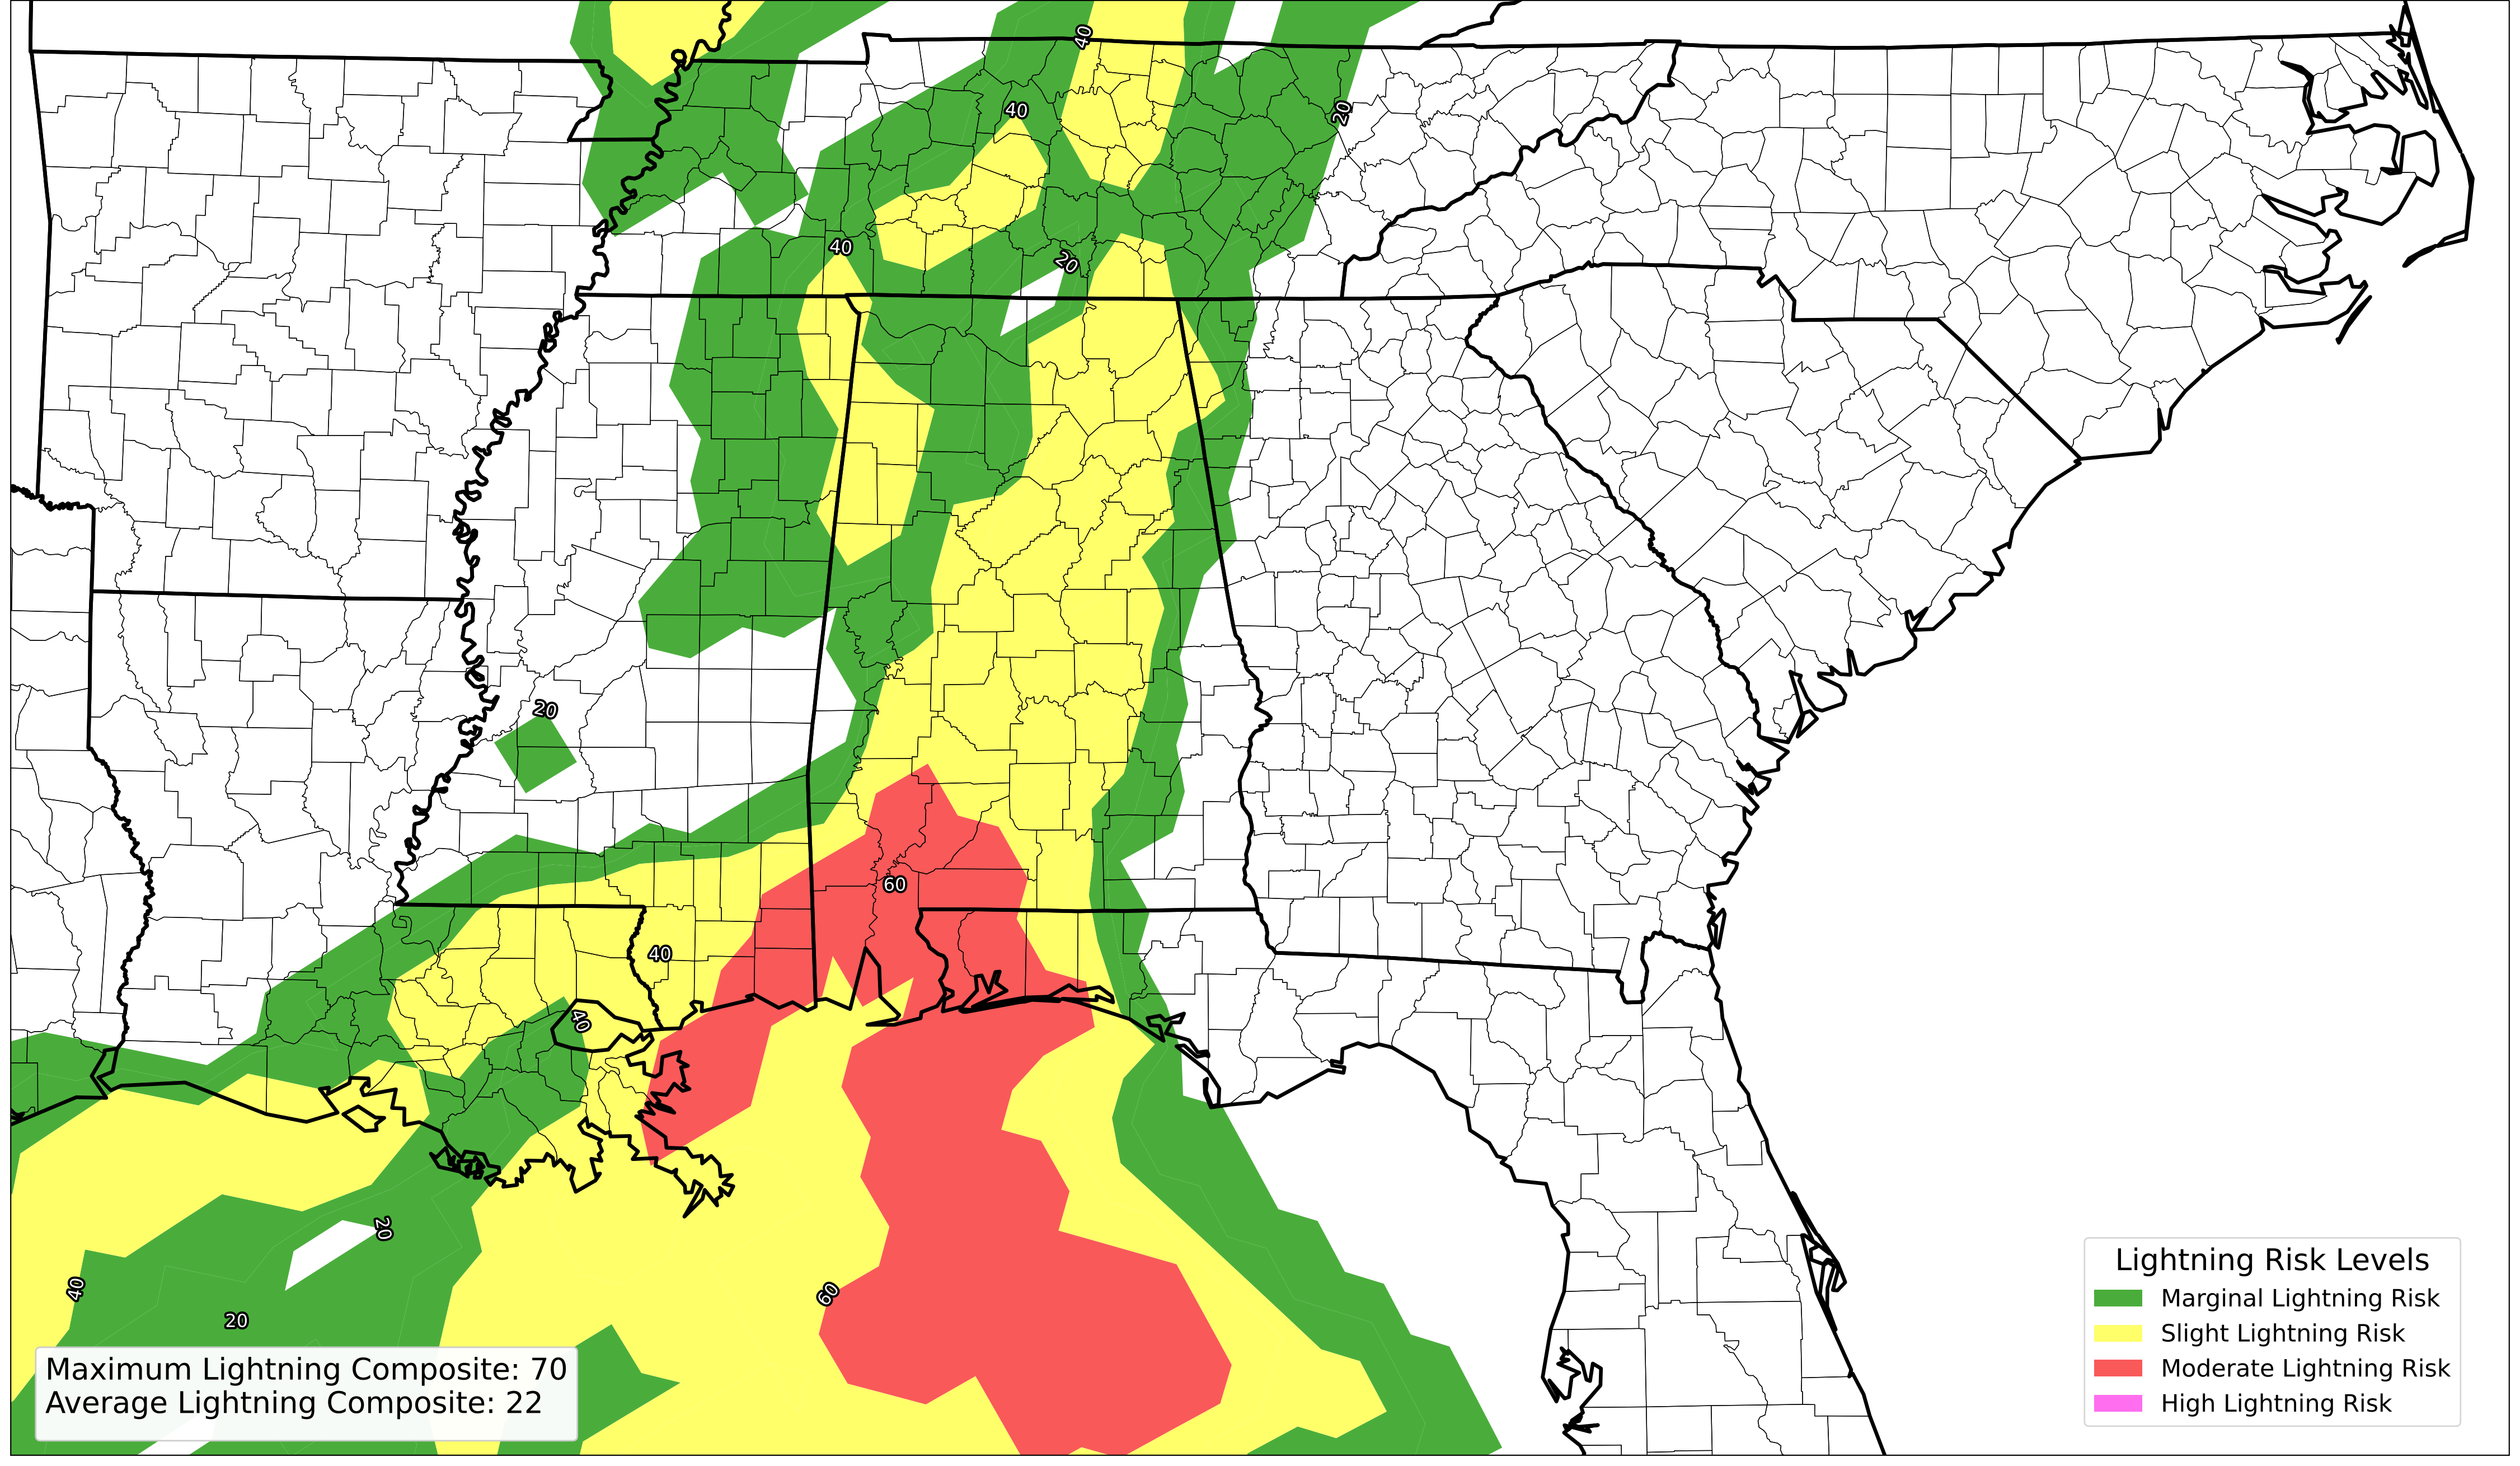 40
40
20
40
20
20
60
40
40
20
40
60
20
Lightning Risk Levels
Marginal Lightning Risk
Slight Lightning Risk
Moderate Lightning Risk
High Lightning Risk
Maximum Lightning Composite: 70
Average Lightning Composite: 22